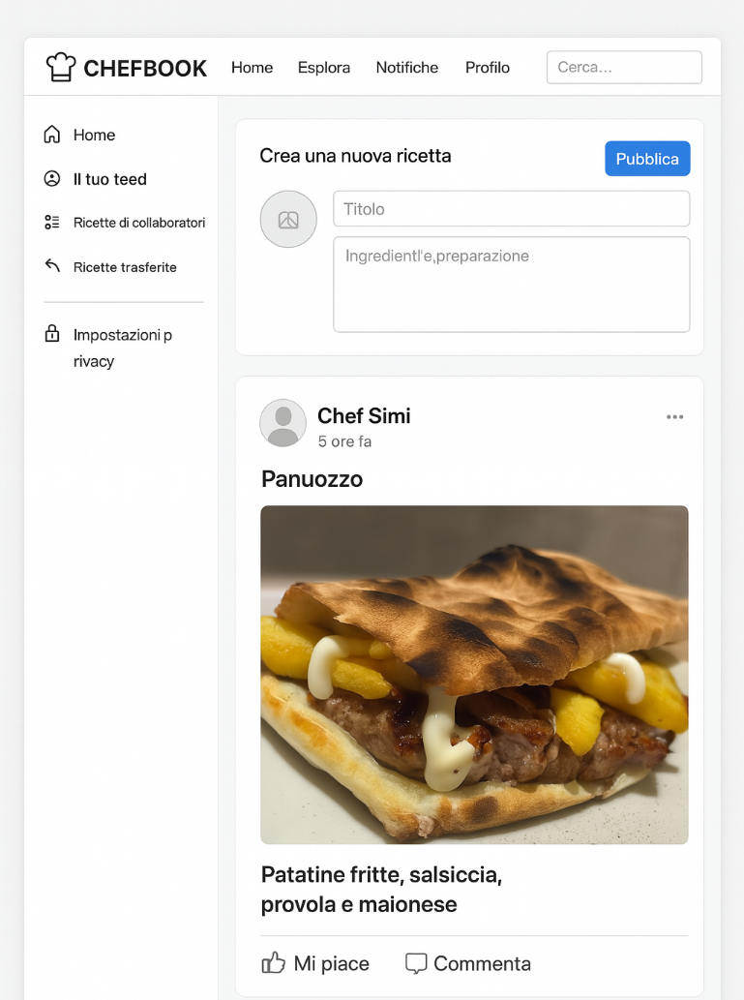 CHEFBOOK
Home
Esplora
Notifiche
Profilo
Cerca...
Home
Il tuo teed
Ricette di collaboratori
Ricette trasferite
Impostazioni p
rivacy
Crea una nuova ricetta
Pubblica
Titolo
Ingredientl'e,preparazione
Chef Simi
5 ore fa
Panuozzo
Patatine fritte, salsiccia,
provola e maionese
Mi piace
Commenta